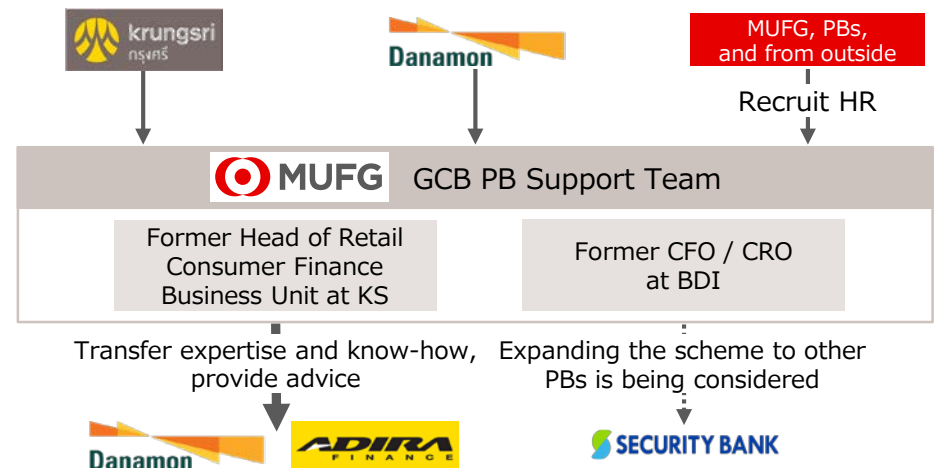 krungsri
กรุงศรี
Danamon
MUFG, PBs,
and from outside
Recruit HR
MUFG GCB PB Support Team
Former Head of Retail
Consumer Finance
Business Unit at KS
Former CFO / CRO
at BDI
Transfer expertise and know-how,
provide advice
Expanding the scheme to other
PBs is being considered
Danamon
ADIRA
FINANCE
SECURITY BANK